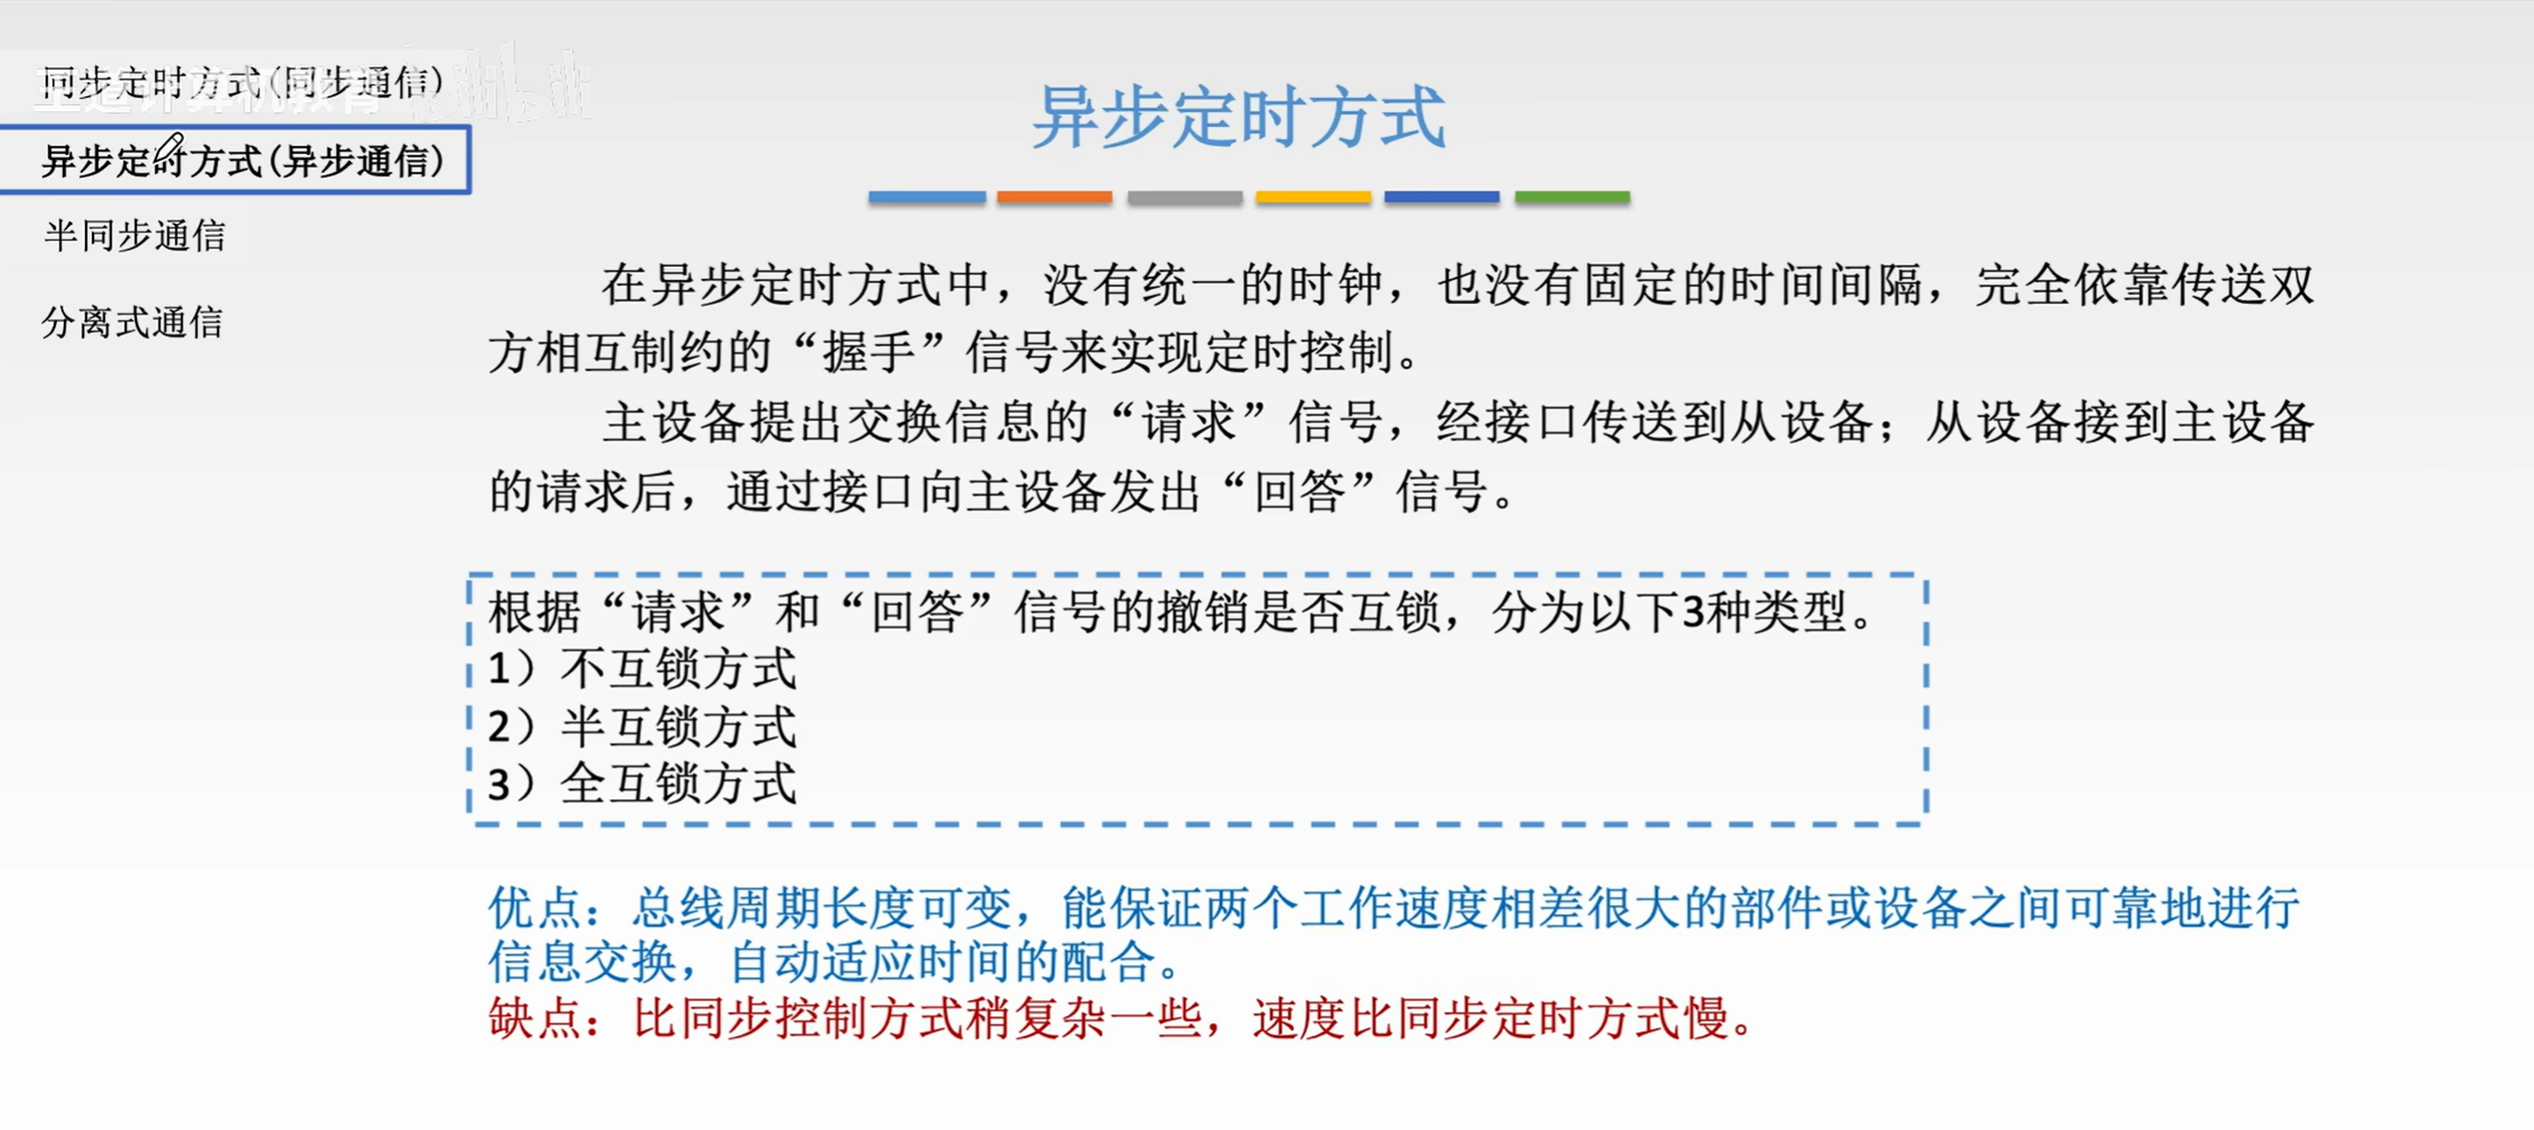 同步定时方式(同步通信)
王道计算机教育
bilibili
异步定时方式(异步通信)
半同步通信
分离式通信
异步定时方式
在异步定时方式中，没有统一的时钟，也没有固定的时间间隔，完全依靠传送双
方相互制约的“握手”信号来实现定时控制。
主设备提出交换信息的“请求”信号，经接口传送到从设备；从设备接到主设备
的请求后，通过接口向主设备发出“回答”信号。
根据“请求”和“回答”信号的撤销是否互锁，分为以下3种类型。
1）不互锁方式
2）半互锁方式
3）全互锁方式
优点：总线周期长度可变，能保证两个工作速度相差很大的部件或设备之间可靠地进行
信息交换，自动适应时间的配合。
缺点：比同步控制方式稍复杂一些，速度比同步定时方式慢。